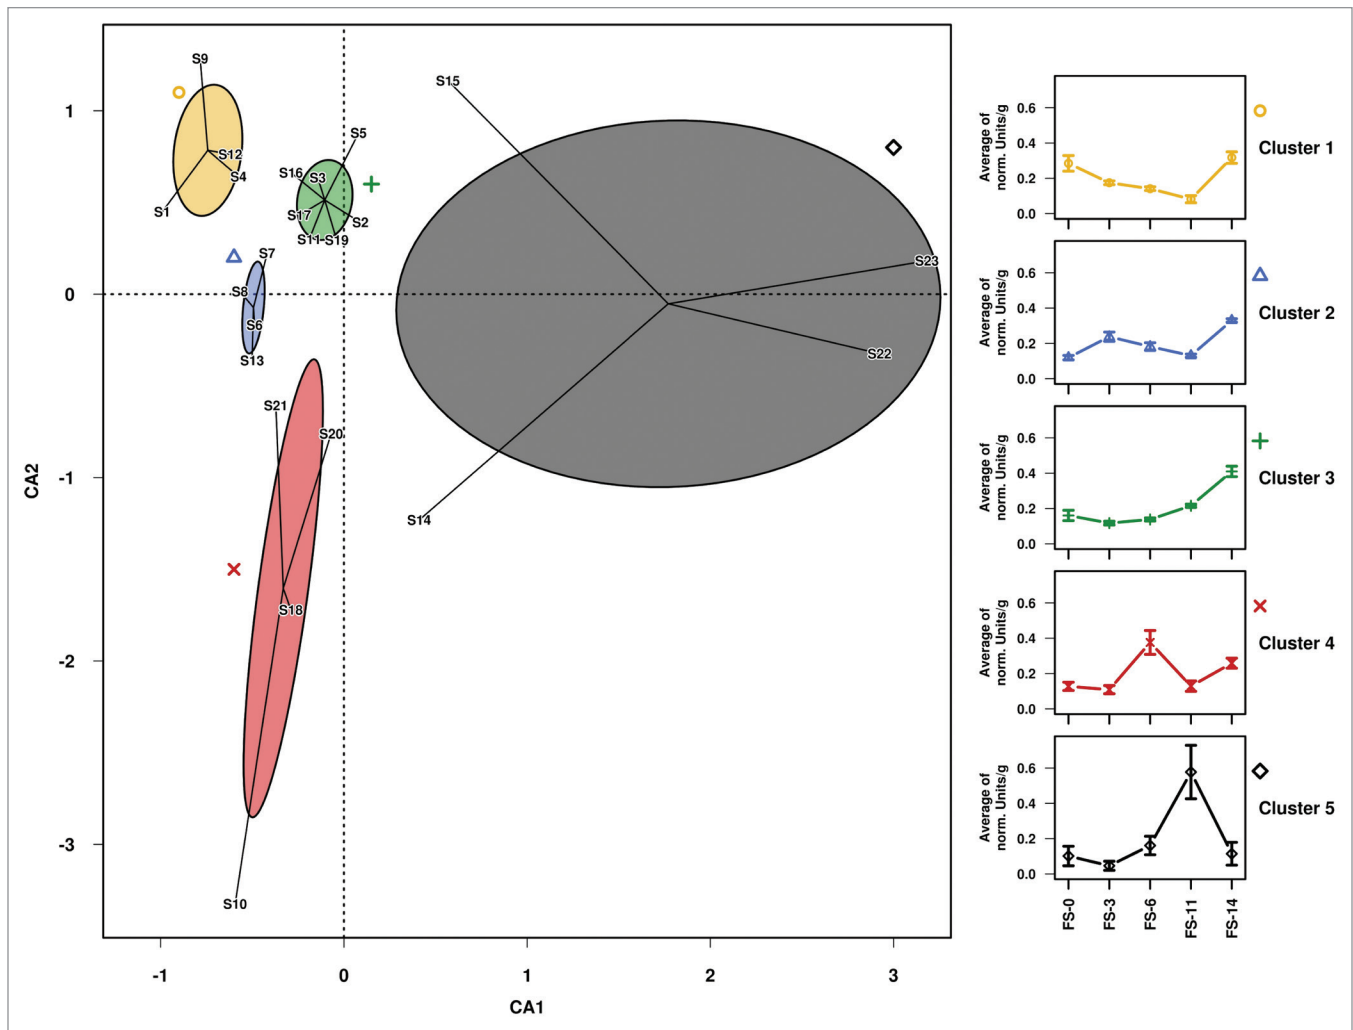 S9
S15
S5
S12
S16
S3
S4
S1
S17
S2
S11
S19
S7
S23
S8
S6
S22
S13
S21
S20
S14
S18
S10
1
0
-1
-2
-3
CA2
-1
0
1
2
3
CA1
Average of
norm. Units/g
0.6
0.4
0.2
0.0
Cluster 1
Average of
norm. Units/g
0.6
0.4
0.2
0.0
Cluster 2
Average of
norm. Units/g
0.6
0.4
0.2
0.0
Cluster 3
Average of
norm. Units/g
0.6
0.4
0.2
0.0
Cluster 4
Average of
norm. Units/g
0.6
0.4
0.2
0.0
Cluster 5
FS-0
FS-3
FS-6
FS-11
FS-14